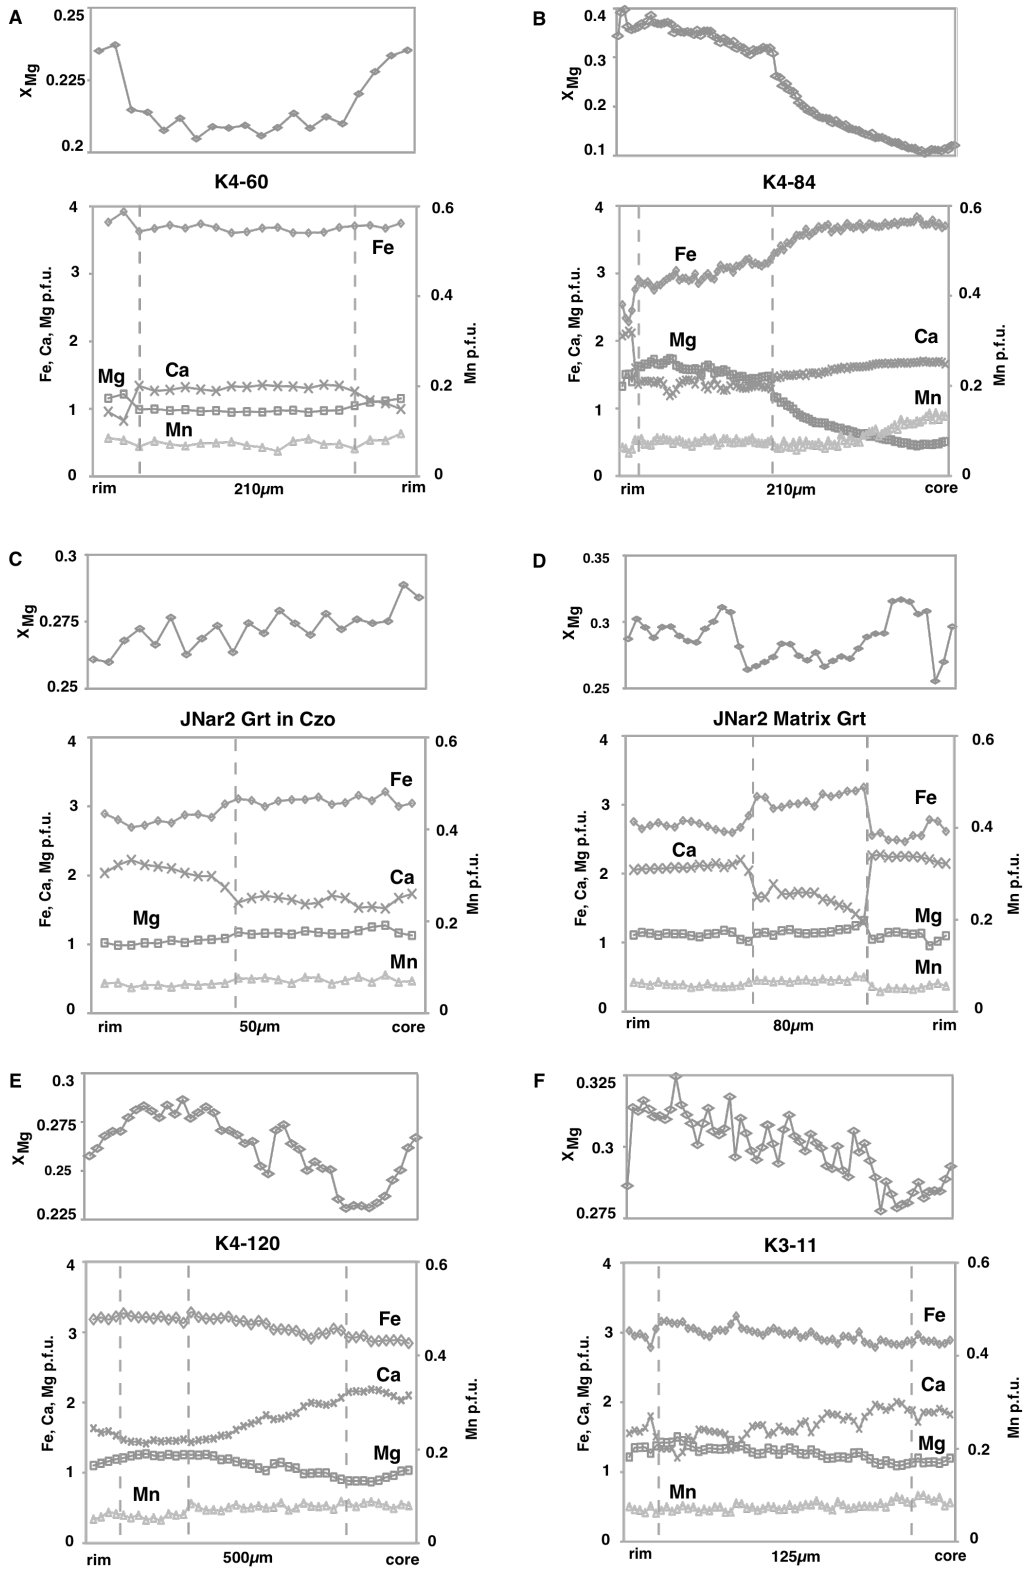 A
0.25
0.225
0.2
XMg
K4-60
4
3
2
1
0
Fe, Ca, Mg p.f.u.
0.6
0.4
0.2
0
Mn p.f.u.
Fe
Mg
Ca
Mn
rim
210µm
rim
B
0.4
0.3
0.2
0.1
XMg
K4-84
4
3
2
1
0
Fe, Ca, Mg p.f.u.
0.6
0.4
0.2
0
Mn p.f.u.
Fe
Mg
Ca
Mn
rim
210µm
core
C
0.3
0.275
0.25
XMg
JNar2 Grt in Czo
4
3
2
1
0
Fe, Ca, Mg p.f.u.
0.6
0.4
0.2
0
Mn p.f.u.
Fe
Ca
Mg
Mn
rim
50µm
core
D
0.35
0.3
0.25
XMg
JNar2 Matrix Grt
4
3
2
1
0
Fe, Ca, Mg p.f.u.
0.6
0.4
0.2
0
Mn p.f.u.
Fe
Ca
Mg
Mn
rim
80µm
rim
E
0.3
0.275
0.25
0.225
XMg
K4-120
4
3
2
1
0
Fe, Ca, Mg p.f.u.
0.6
0.4
0.2
0
Mn p.f.u.
Fe
Ca
Mg
Mn
rim
500µm
core
F
0.325
0.3
0.275
XMg
K3-11
4
3
2
1
0
Fe, Ca, Mg p.f.u.
0.6
0.4
0.2
0
Mn p.f.u.
Fe
Ca
Mg
Mn
rim
125µm
core